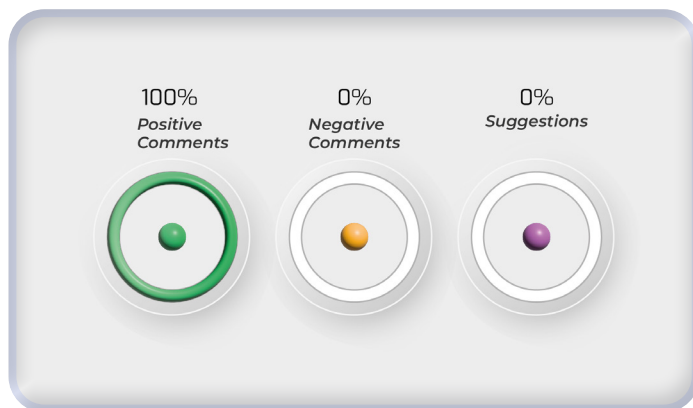 100%
Positive
Comments
0%
Negative
Comments
0%
Suggestions